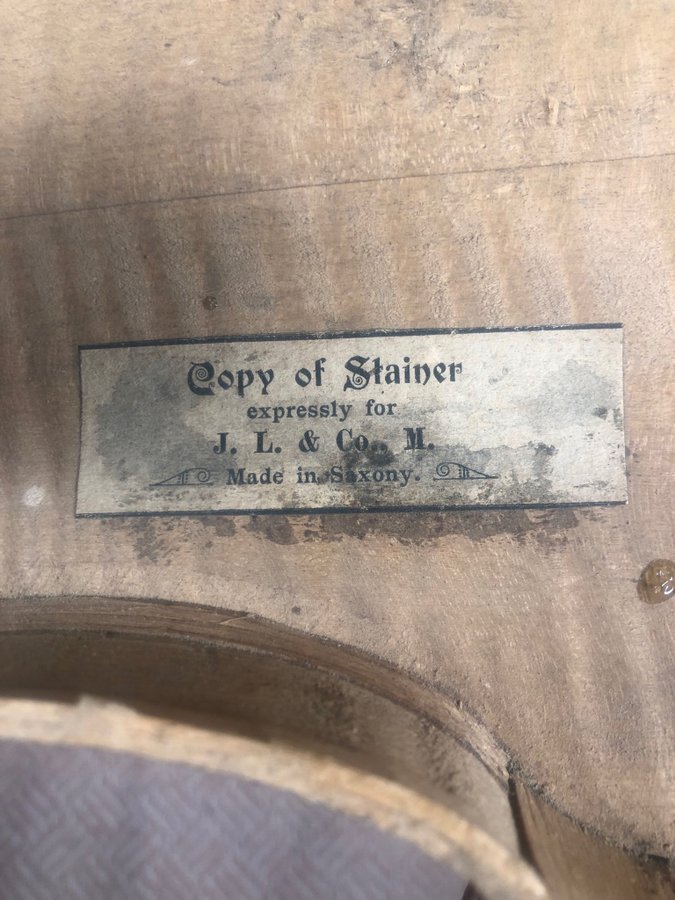 Copy of Stainer
expressly for
J. L. & Co., M.
Made in Saxony.